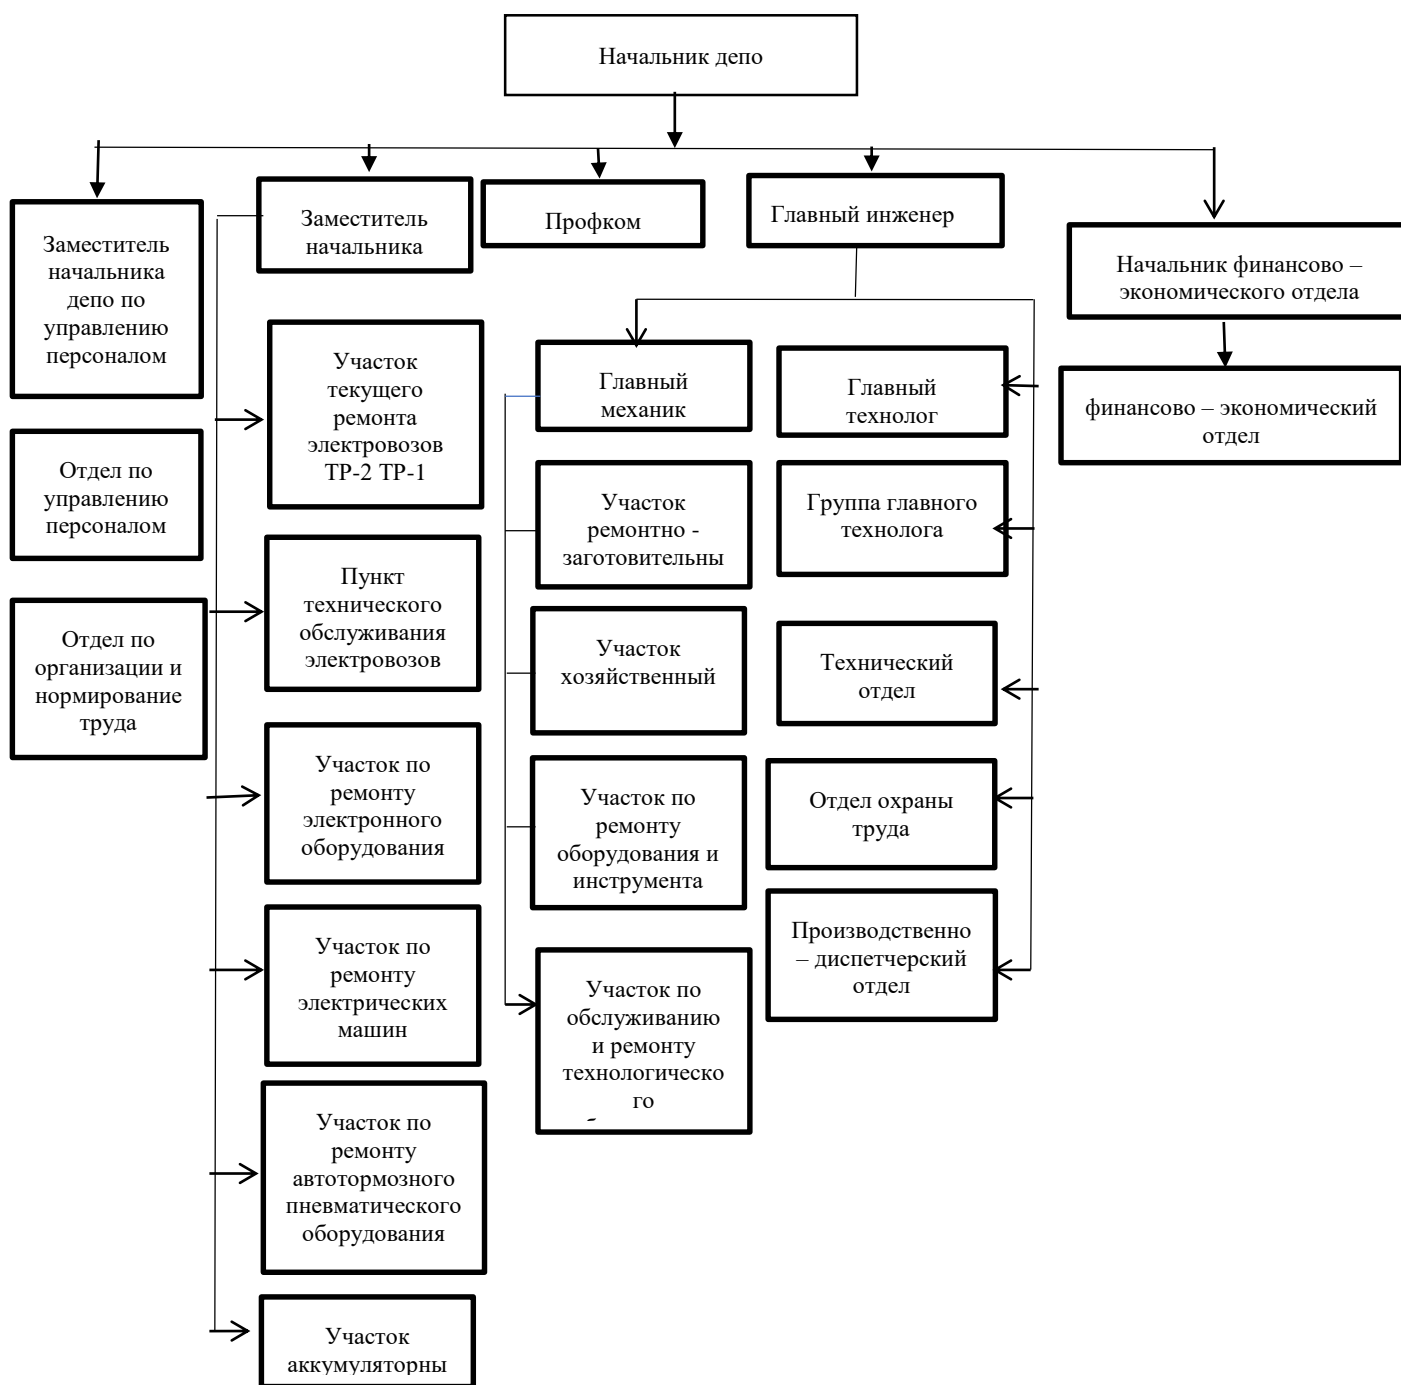 Начальник депо
Заместитель
начальника
депо по
управлению
персоналом
Отдел по
управлению
персоналом
Отдел по
организации и
нормирование
труда
Заместитель
начальника
Участок
текущего
ремонта
электровозов
ТР-2 ТР-1
Пункт
технического
обслуживания
электровозов
Участок по
ремонту
электронного
оборудования
Участок по
ремонту
электрических
машин
Участок по
ремонту
автотормозного
пневматического
оборудования
Участок
аккумуляторны
Профком
Главный инженер
Главный
механик
Участок
ремонтно -
заготовительны
Участок
хозяйственный
Участок по
ремонту
оборудования и
инструмента
Участок по
обслуживанию
и ремонту
технологическо
го
Главный
технолог
Группа главного
технолога
Технический
отдел
Отдел охраны
труда
Производственно
– диспетчерский
отдел
Начальник финансово –
экономического отдела
финансово – экономический
отдел